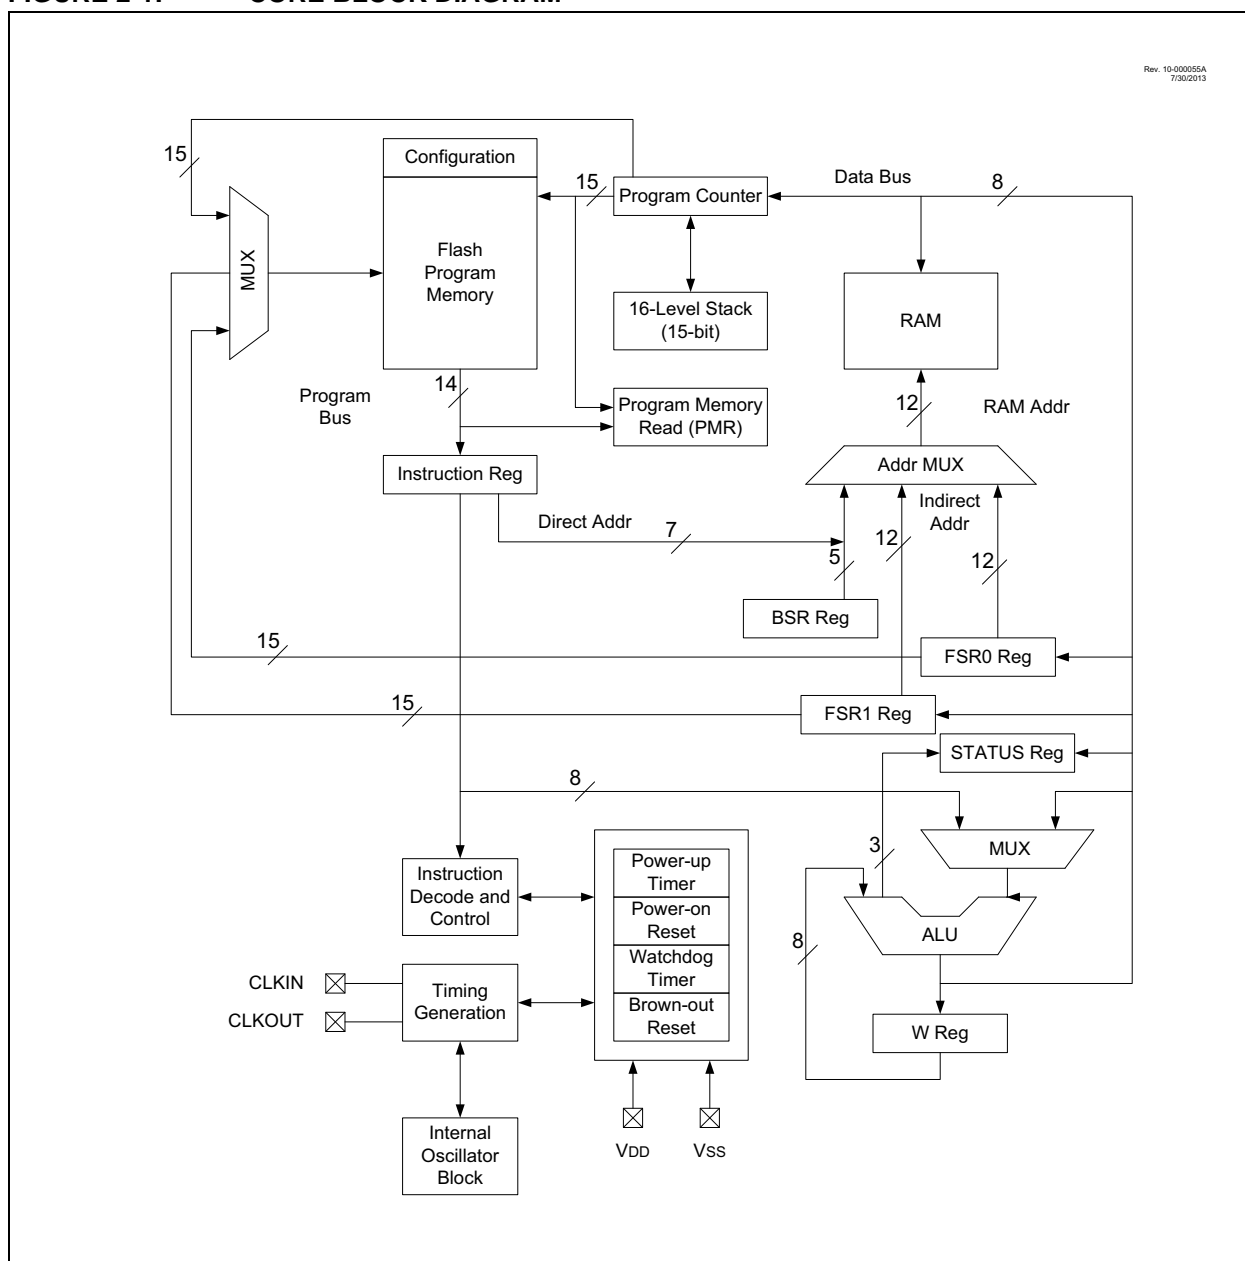 Rev. 10-000055A
7/30/2013
15
Configuration
15
Program Counter
Data Bus
8
MUX
Flash
Program
Memory
16-Level Stack
(15-bit)
RAM
Program
Bus
14
Program Memory
Read (PMR)
12
RAM Addr
Instruction Reg
Addr MUX
Direct Addr
7
Indirect
Addr
5
12
12
BSR Reg
15
FSR0 Reg
15
FSR1 Reg
STATUS Reg
8
3
MUX
Instruction
Decode and
Control
Power-up
Timer
Power-on
Reset
Watchdog
Timer
Brown-out
Reset
8
ALU
CLKIN
CLKOUT
Timing
Generation
W Reg
Internal
Oscillator
Block
VDD
VSS